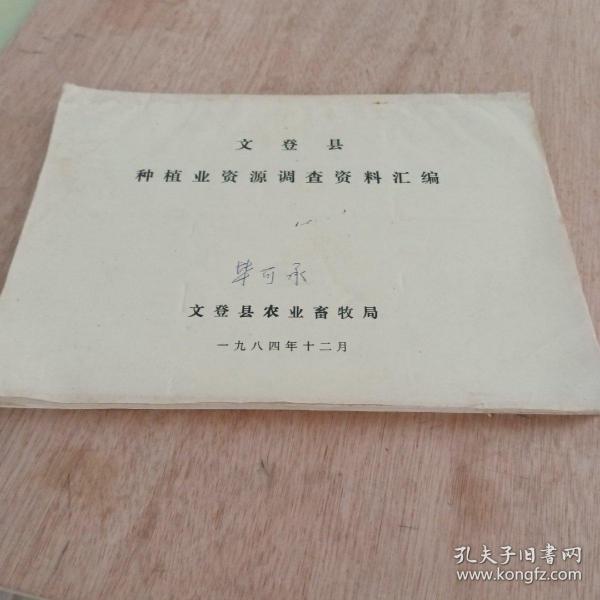 文登县
种植业资源调查资料汇编
毕可承
文登县农业畜牧局
一九八四年十二月
孔夫子旧书网
www.kongfz.com